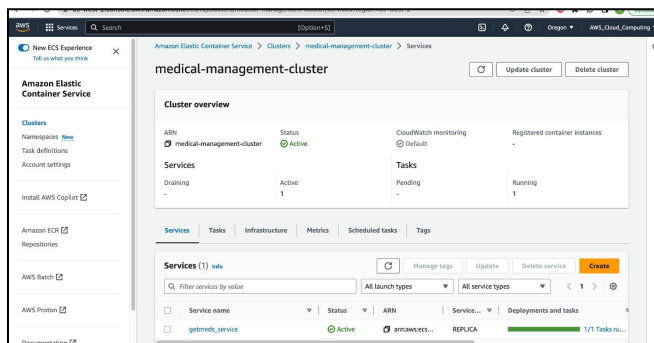 aws
Services
Search
[Option+S]
Oregon
AWS_Cloud_Computing
New ECS Experience
Tell us what you think
Amazon Elastic
Container Service
Clusters
Namespaces New
Task definitions
Account settings
Install AWS Copilot
Amazon ECR
Repositories
AWS Batch
AWS Proton
Documentation
Amazon Elastic Container Service > Clusters > medical-management-cluster > Services
medical-management-cluster
Update cluster
Delete cluster
Cluster overview
ARN
medical-management-cluster
Status
Active
CloudWatch monitoring
Default
Registered container instances
-
Services
Tasks
Draining
-
Active
1
Pending
-
Running
1
Services Tasks Infrastructure Metrics Scheduled tasks Tags
Services (1) Info
Manage tags
Update
Delete service
Create
Filter services by value
All launch types
All service types
< 1 >
Service name Status ARN Service... Deployments and tasks
getmeds_service Active arn:aws:ecs... REPLICA 1/1 Tasks ru...